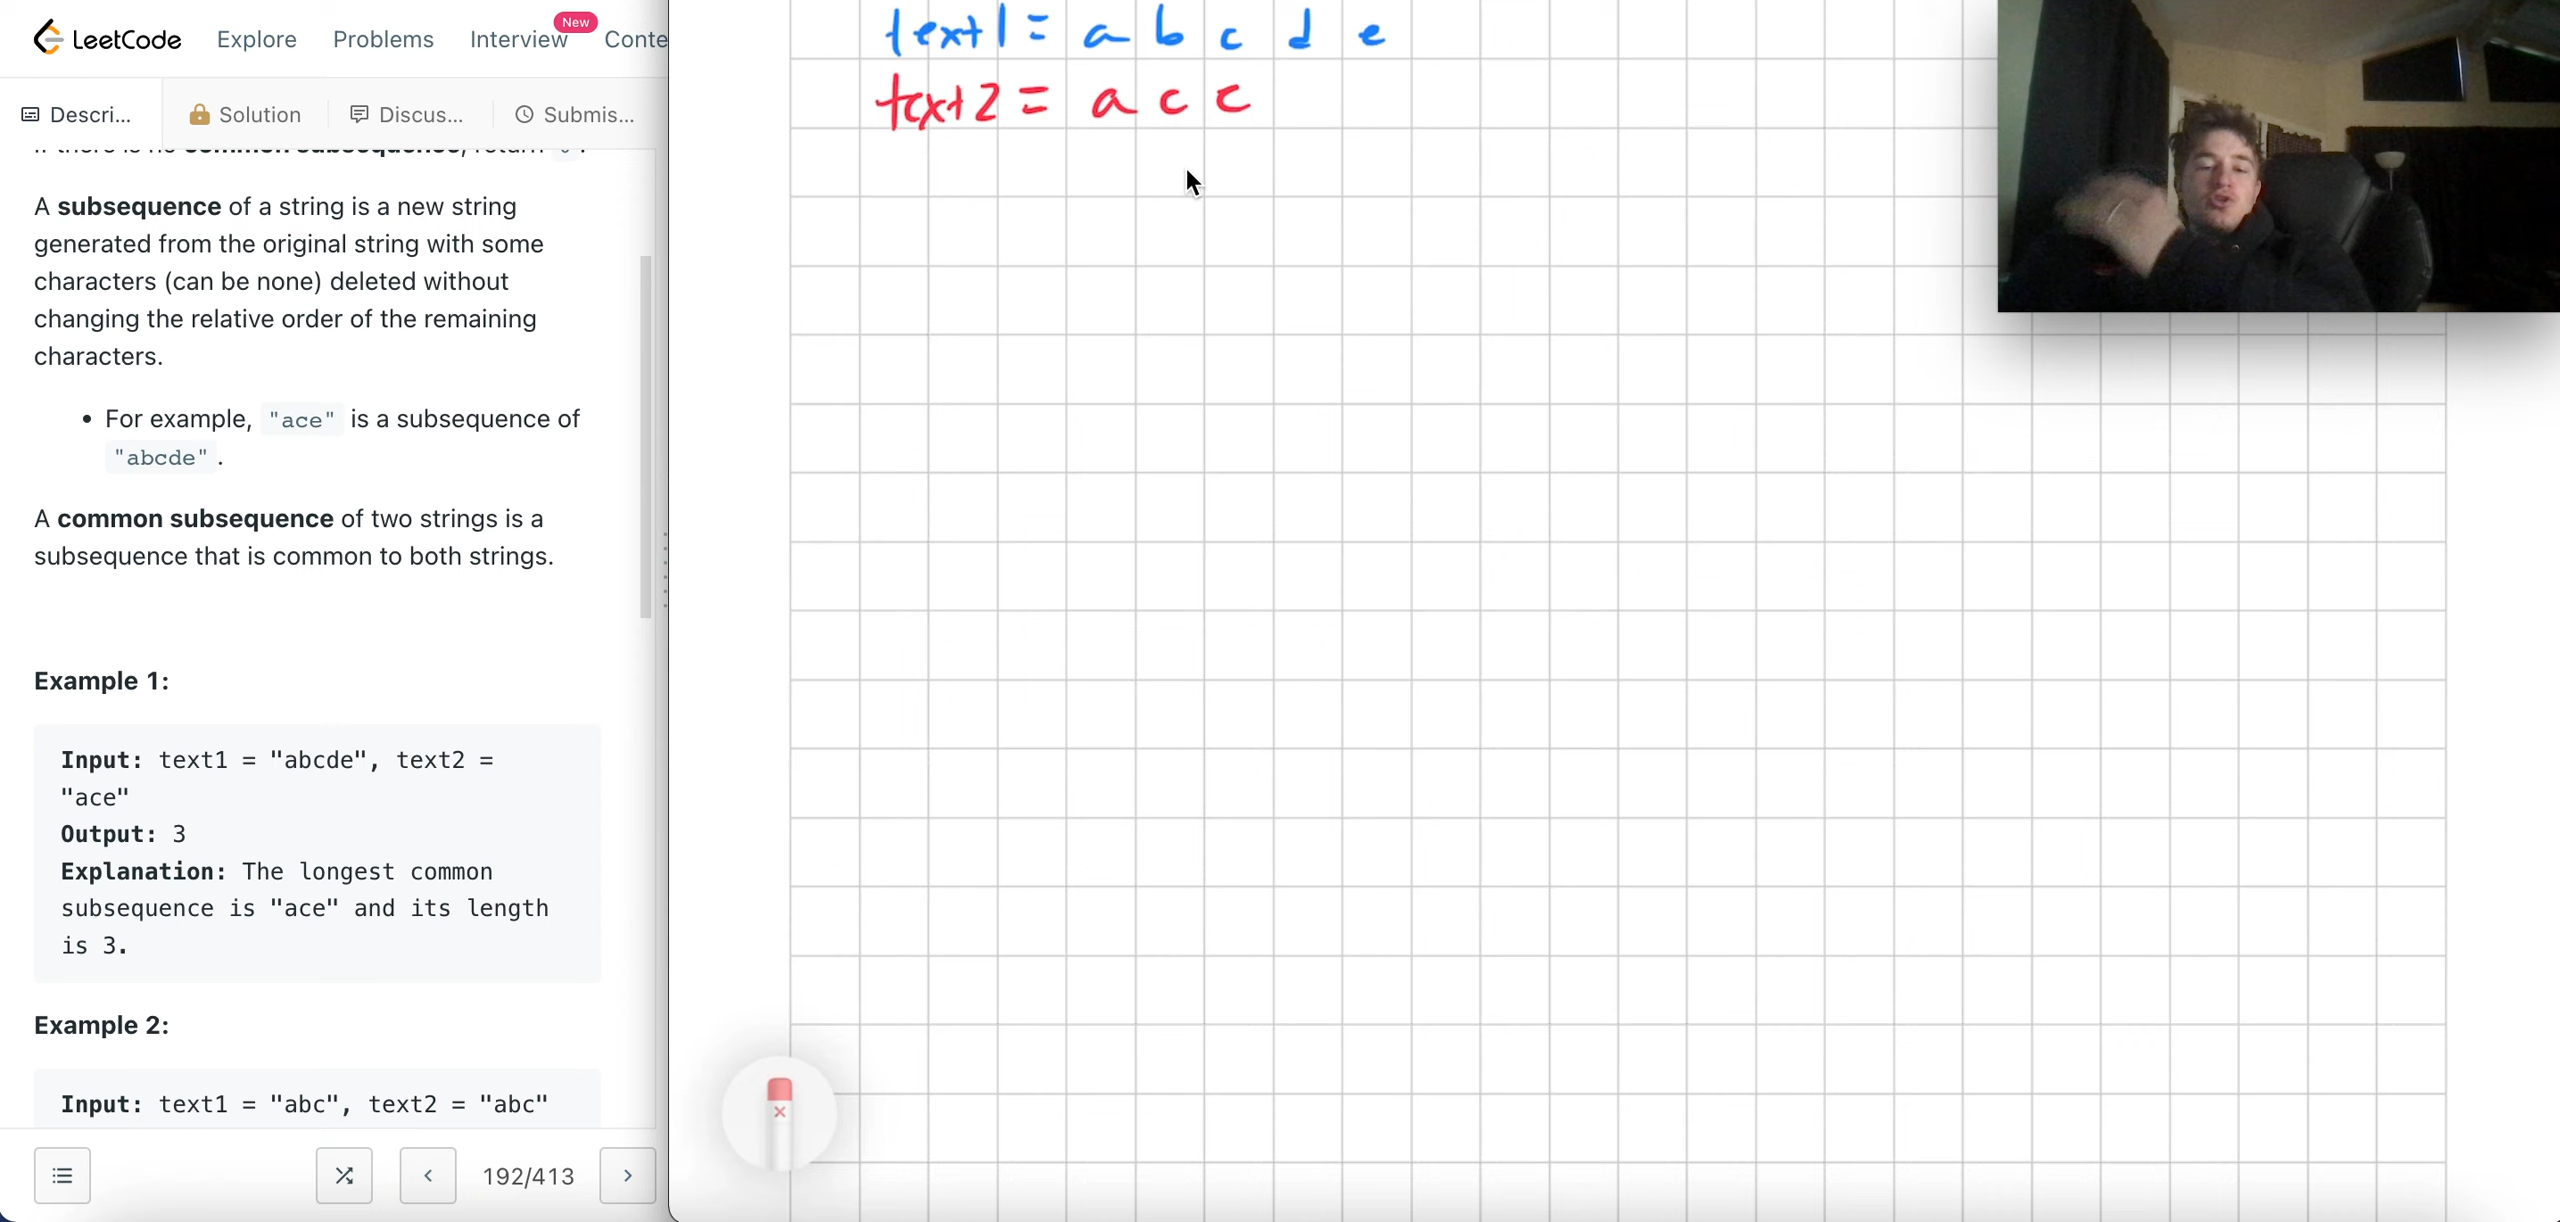 LeetCode Explore Problems Interview New Conte
Descri... Solution Discus... Submis...
A subsequence of a string is a new string
generated from the original string with some
characters (can be none) deleted without
changing the relative order of the remaining
characters.
• For example, "ace" is a subsequence of
"abcde" .
A common subsequence of two strings is a
subsequence that is common to both strings.
Example 1:
Input: text1 = "abcde", text2 =
"ace"
Output: 3
Explanation: The longest common
subsequence is "ace" and its length
is 3.
Example 2:
Input: text1 = "abc", text2 = "abc"
192/413
text1 = a b c d e
text2 = a c e